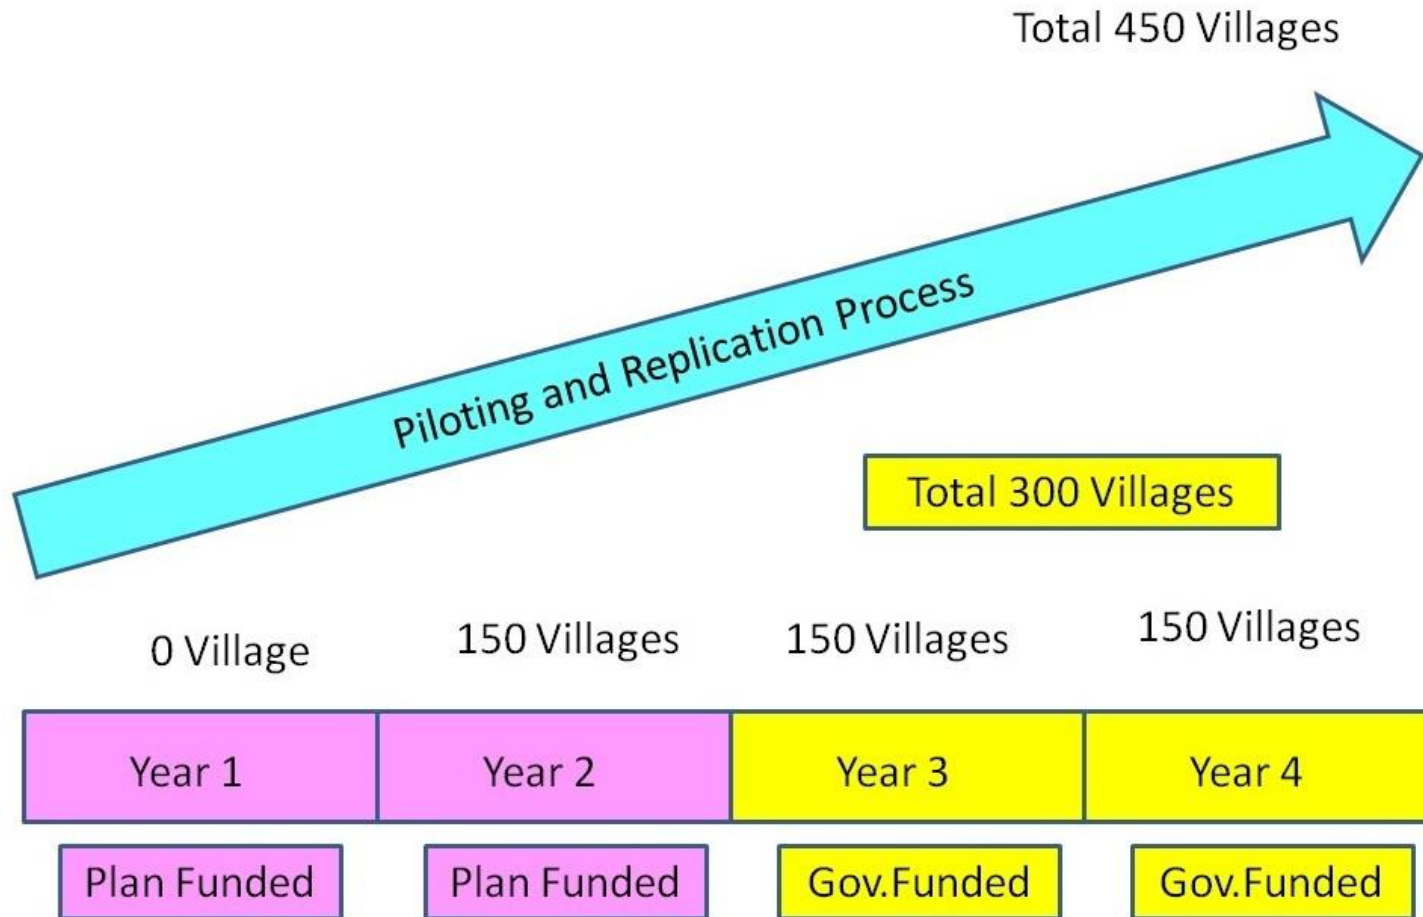 Total 450 Villages
Piloting and Replication Process
Total 300 Villages
0 Village
150 Villages
150 Villages
150 Villages
Year 1
Year 2
Year 3
Year 4
Plan Funded
Plan Funded
Gov.Funded
Gov.Funded